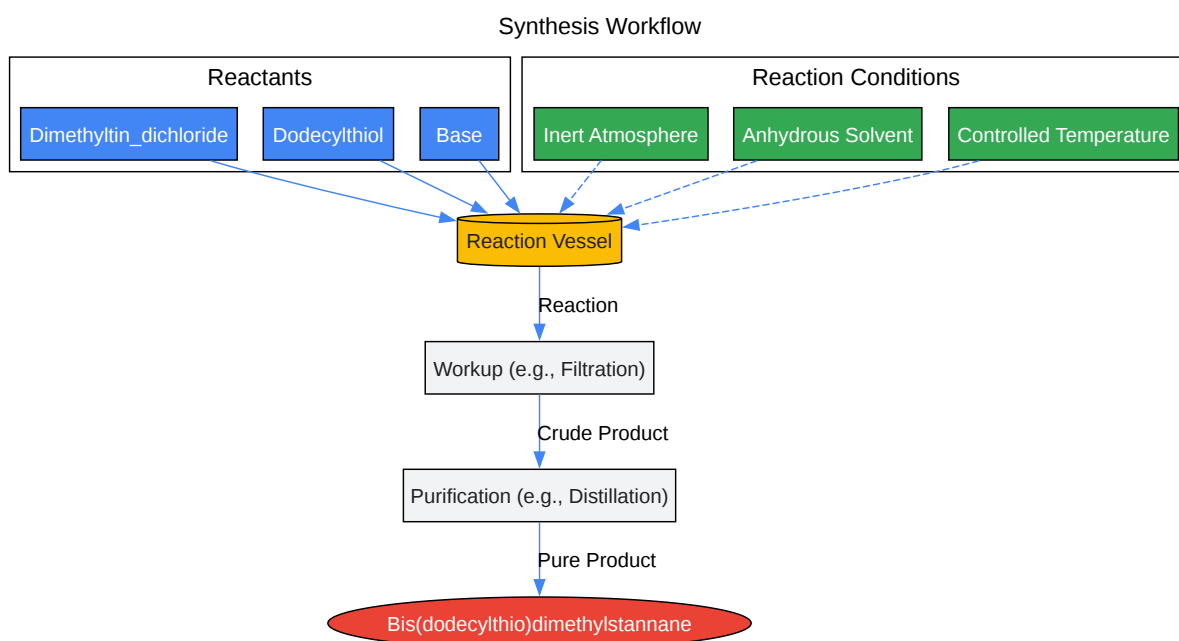 Synthesis Workflow
Reactants
Reaction Conditions
Dimethyltin_dichloride
Dodecylthiol
Base
Inert Atmosphere
Anhydrous Solvent
Controlled Temperature
Reaction Vessel
Reaction
Workup (e.g., Filtration)
Crude Product
Purification (e.g., Distillation)
Pure Product
Bis(dodecylthio)dimethylstannane